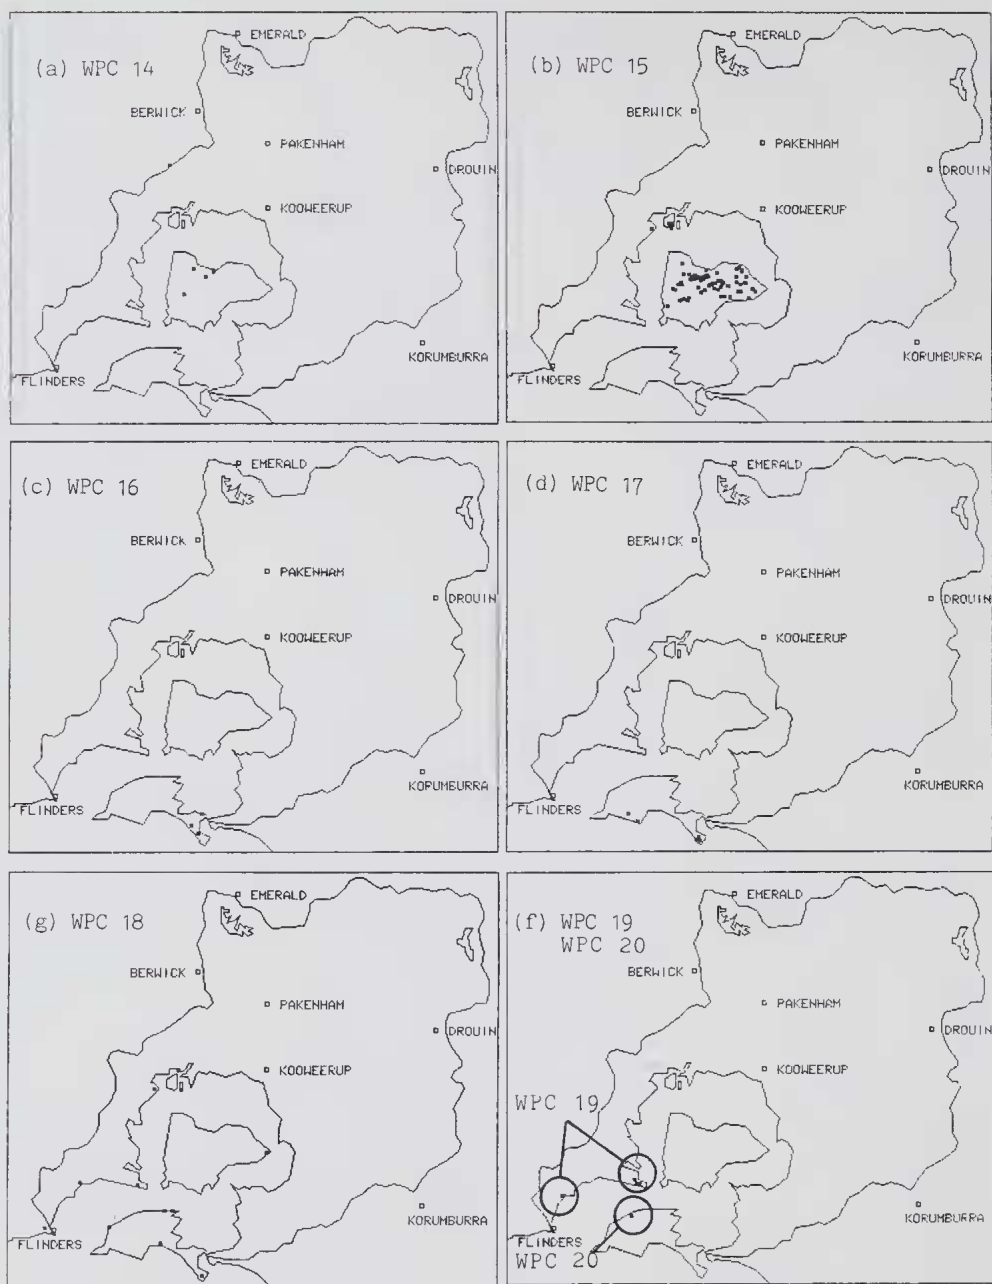 (a) WPC 14
EMERALD
BERWICK
PAKENHAM
DROUIN
KOOWEERUP
KORUMBURRA
FLINDERS
(b) WPC 15
EMERALD
BERWICK
PAKENHAM
DROUIN
KOOWEERUP
KORUMBURRA
FLINDERS
(c) WPC 16
EMERALD
BERWICK
PAKENHAM
DROUIN
KOOWEERUP
KORUMBURRA
FLINDERS
(d) WPC 17
EMERALD
BERWICK
PAKENHAM
DROUIN
KOOWEERUP
KORUMBURRA
FLINDERS
(g) WPC 18
EMERALD
BERWICK
PAKENHAM
DROUIN
KOOWEERUP
KORUMBURRA
FLINDERS
(f) WPC 19
WPC 20
EMERALD
BERWICK
PAKENHAM
DROUIN
KOOWEERUP
WPC 19
KORUMBURRA
FLINDERS
WPC 20